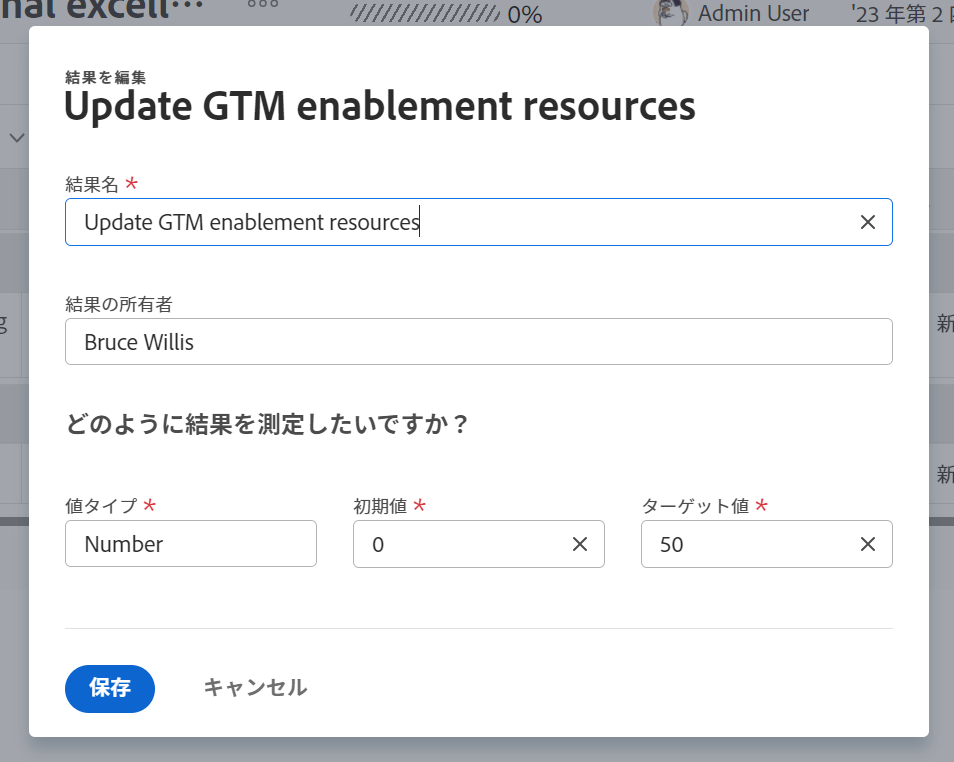 0%
Admin User
'23 年第 2
結果を編集
Update GTM enablement resources
結果名 *
Update GTM enablement resources
結果の所有者
Bruce Willis
新
どのように結果を測定したいですか？
新
値タイプ * 初期値 * ターゲット値 *
Number 0 50
保存 キャンセル